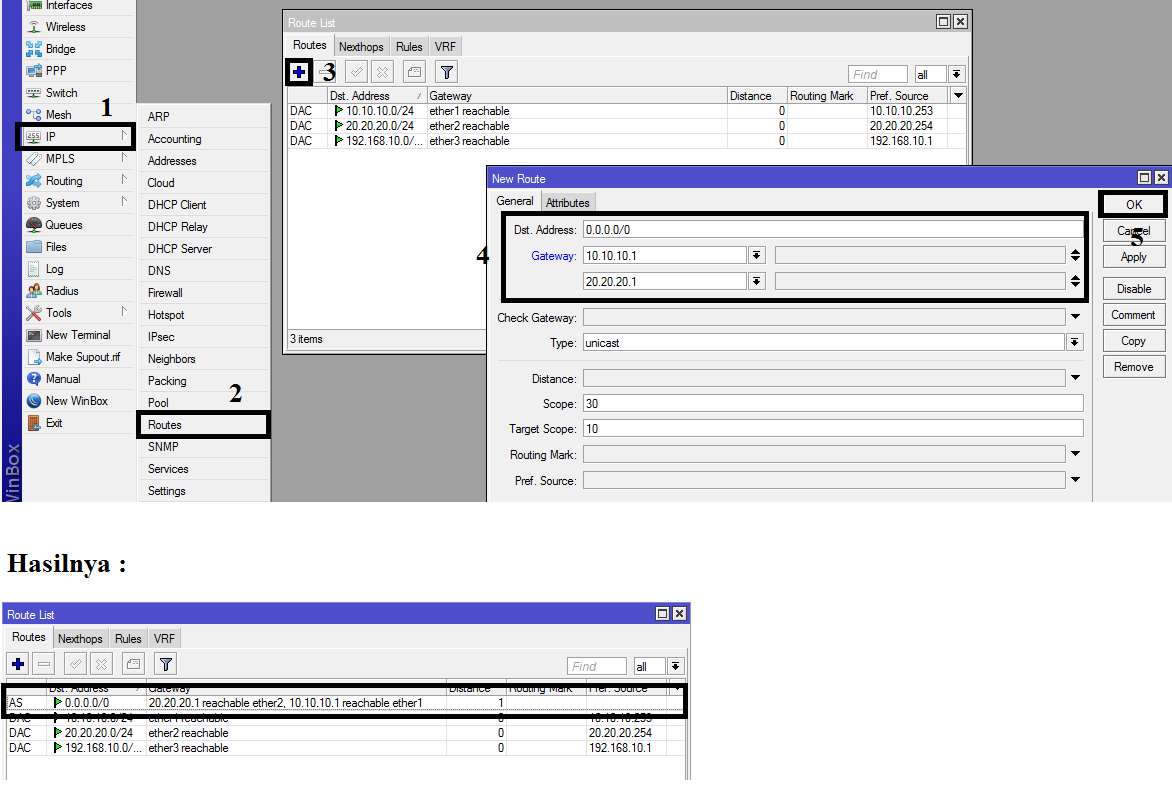 Interfaces
Wireless
Bridge
PPP
Switch
Mesh
1
IP
MPLS
Routing
System
Queues
Files
Log
Radius
Tools
New Terminal
Make Supout.rif
Manual
New WinBox
Exit
WinBox
ARP
Accounting
Addresses
Cloud
DHCP Client
DHCP Relay
DHCP Server
DNS
Firewall
Hotspot
IPsec
Neighbors
Packing
Pool
2
Routes
SNMP
Services
Settings
Route List
Routes Nexthops Rules VRF
3
Find all
Dst. Address Gateway Distance Routing Mark Pref. Source
DAC 10.10.10.0/24 ether1 reachable 0 10.10.10.253
DAC 20.20.20.0/24 ether2 reachable 0 20.20.20.254
DAC 192.168.10.0/... ether3 reachable 0 192.168.10.1
3 items
New Route
General Attributes
4
Dst. Address: 0.0.0.0/0
Gateway: 10.10.10.1
20.20.20.1
Check Gateway:
Type: unicast
Distance:
Scope: 30
Target Scope: 10
Routing Mark:
Pref. Source:
OK
Cancel
5
Apply
Disable
Comment
Copy
Remove
Hasilnya :
Route List
Routes Nexthops Rules VRF
Find all
Dst. Address Gateway Distance Routing Mark Pref. Source
AS 0.0.0.0/0 20.20.20.1 reachable ether2, 10.10.10.1 reachable ether1 1
DAC 10.10.10.0/24 ether1 reachable 0 10.10.10.253
DAC 20.20.20.0/24 ether2 reachable 0 20.20.20.254
DAC 192.168.10.0/... ether3 reachable 0 192.168.10.1